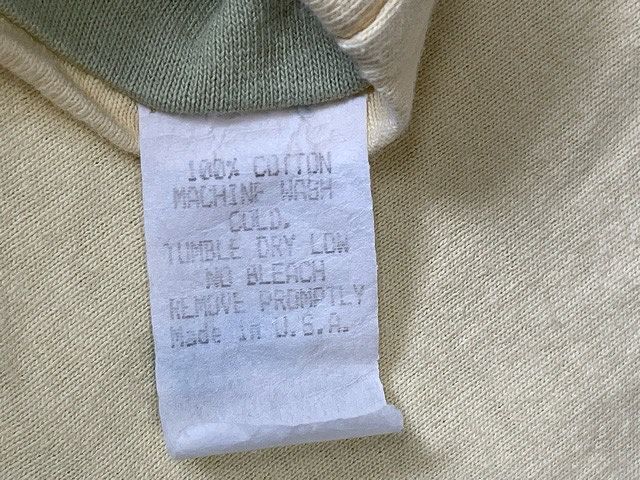 100% COTTON
MACHINE WASH
COLD.
TUMBLE DRY LOW
NO BLEACH
REMOVE PROMPTLY
Made in U.S.A.